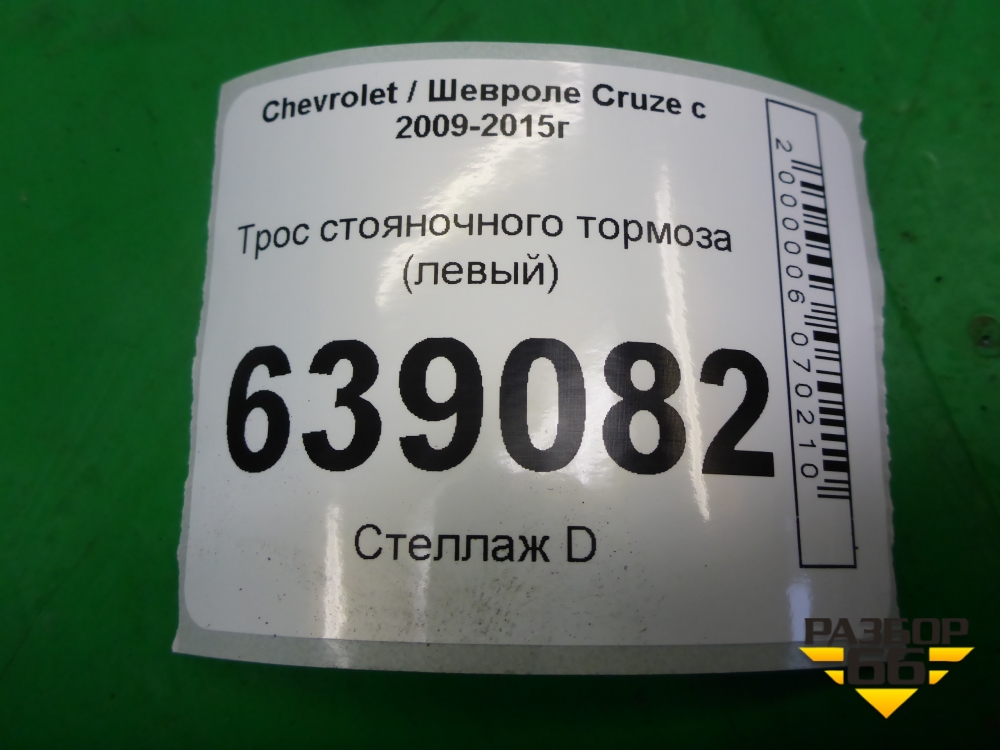 Chevrolet / Шевроле Cruze с
2009-2015г
Трос стояночного тормоза
(левый)
639082
Стеллаж D
2000006070210
РАЗБОР
66